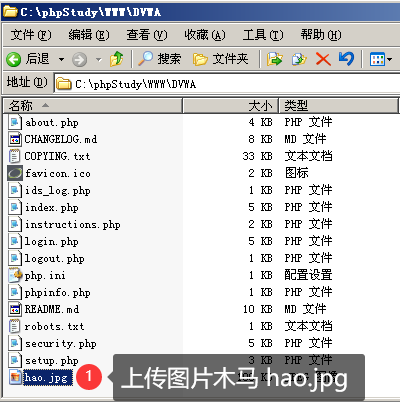 C:\phpStudy\WWW\DVWA
文件(F) 编辑(E) 查看(V) 收藏(A) 工具(T) 帮助(H)
后退 搜索 文件夹
地址(D) C:\phpStudy\WWW\DVWA
名称 大小 类型
about.php 4 KB PHP 文件
CHANGELOG.md 8 KB MD 文件
COPYING.txt 33 KB 文本文档
favicon.ico 2 KB 图标
ids_log.php 1 KB PHP 文件
index.php 5 KB PHP 文件
instructions.php 2 KB PHP 文件
login.php 5 KB PHP 文件
logout.php 1 KB PHP 文件
php.ini 1 KB 配置设置
phpinfo.php 1 KB PHP 文件
README.md 10 KB MD 文件
robots.txt 1 KB 文本文档
security.php 5 KB PHP 文件
setup.php 3 KB PHP 文件
hao.jpg 1 上传图片木马 hao.jpg